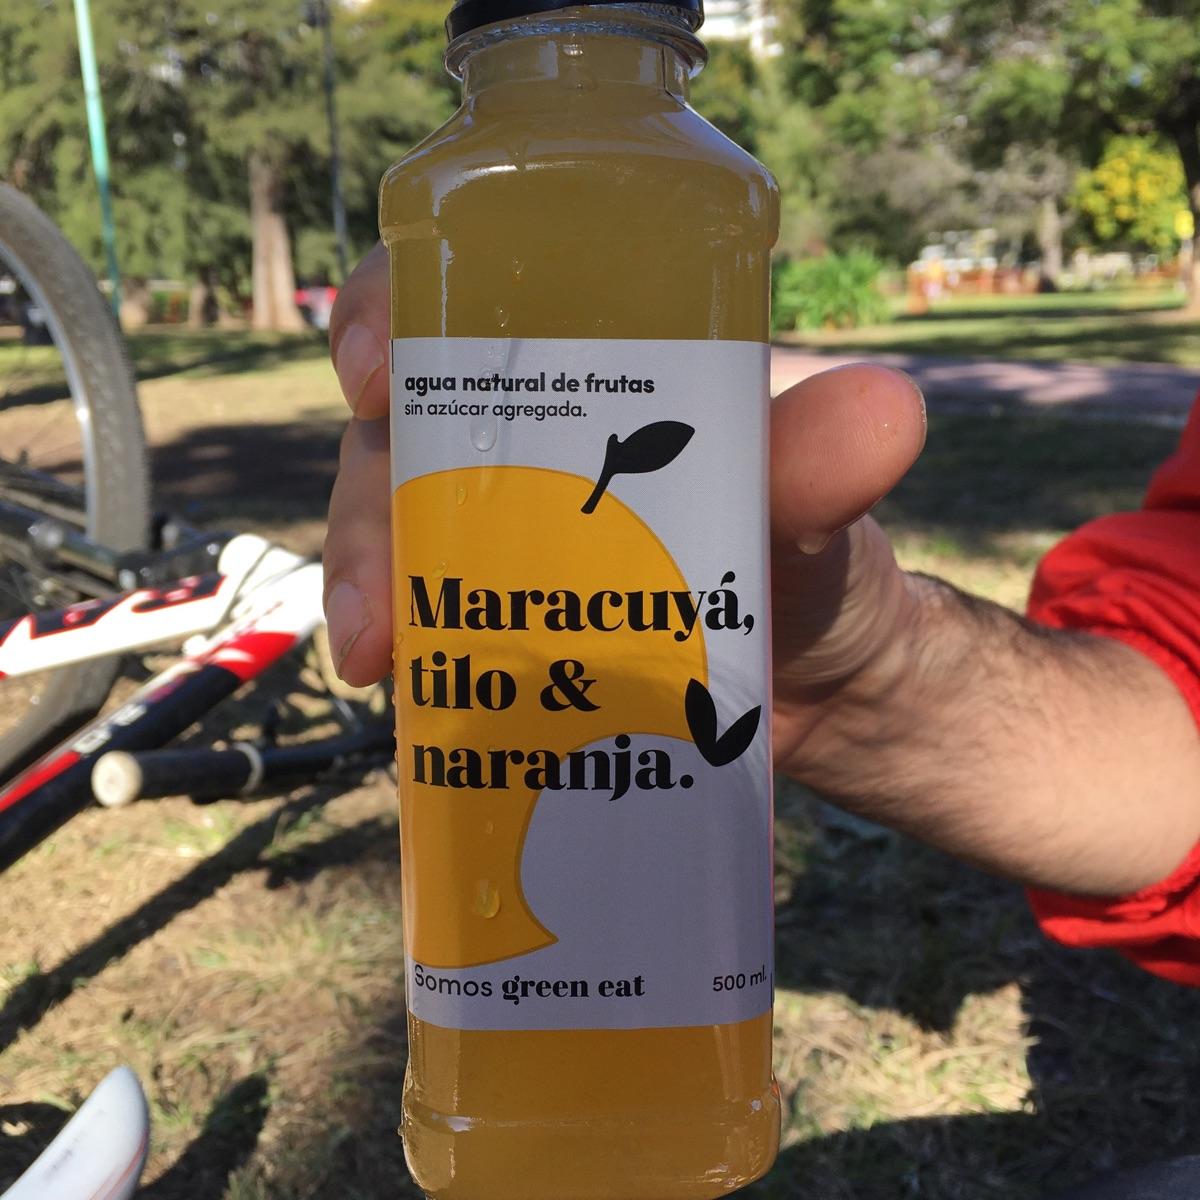 agua natural de frutas
sin azúcar agregada.
Maracuyá,
tilo &
naranja.
Somos green eat
500 ml.